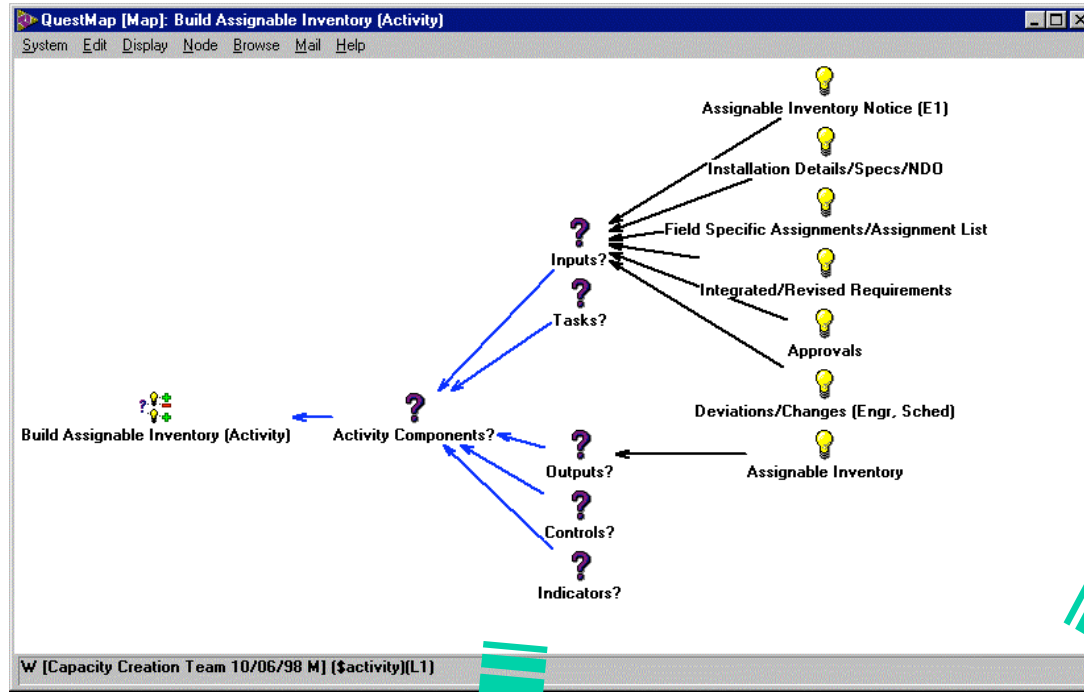 QuestMap [Map]: Build Assignable Inventory (Activity)
System Edit Display Node Browse Mail Help
Assignable Inventory Notice (E1)
Installation Details/Specs/NDO
Field Specific Assignments/Assignment List
Inputs?
Integrated/Revised Requirements
Tasks?
Approvals
Deviations/Changes (Engr, Sched)
Build Assignable Inventory (Activity)
Activity Components?
Outputs?
Assignable Inventory
Controls?
Indicators?
W [Capacity Creation Team 10/06/98 M] ($activity)(L1)